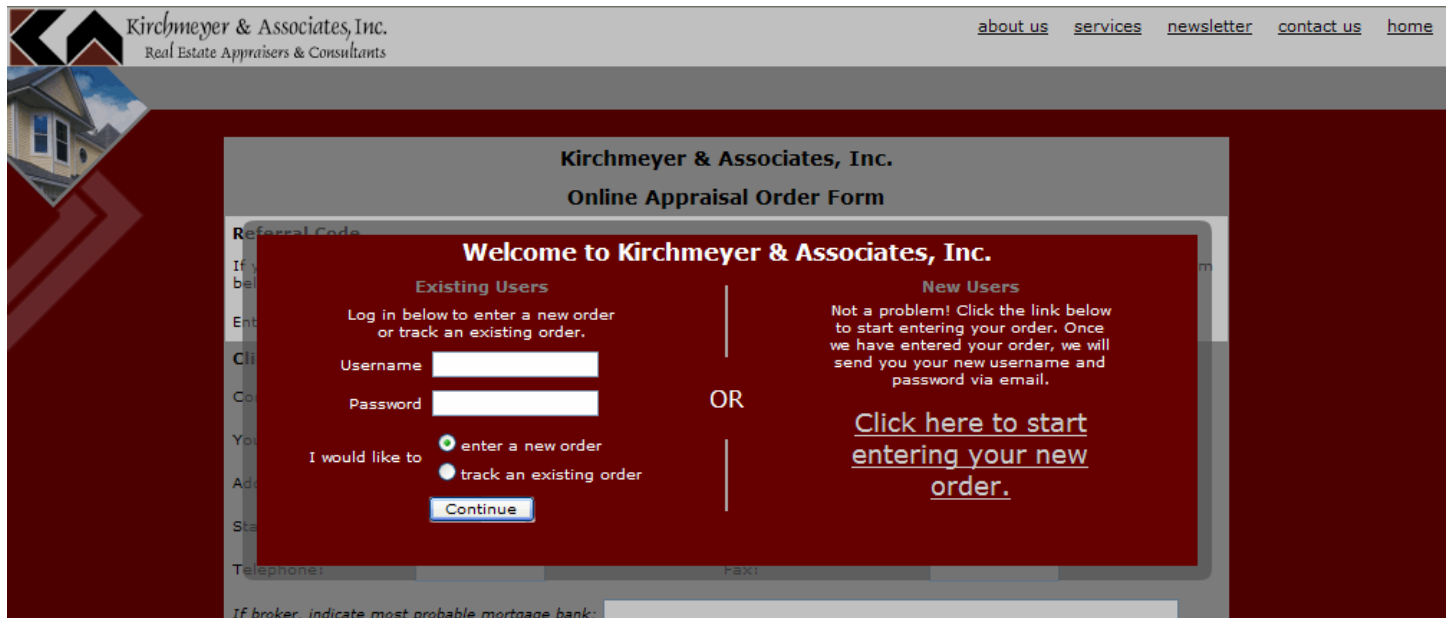 Kirchmeyer & Associates, Inc.
Real Estate Appraisers & Consultants
about us services newsletter contact us home
Kirchmeyer & Associates, Inc.
Online Appraisal Order Form
Referral Code
If
Welcome to Kirchmeyer & Associates, Inc.
Existing Users
Log in below to enter a new order
or track an existing order.
Username
Password
I would like to
enter a new order
track an existing order
Continue
OR
New Users
Not a problem! Click the link below
to start entering your order. Once
we have entered your order, we will
send you your new username and
password via email.
Click here to start
entering your new
order.
Telephone: Fax:
If broker, indicate most probable mortgage bank: